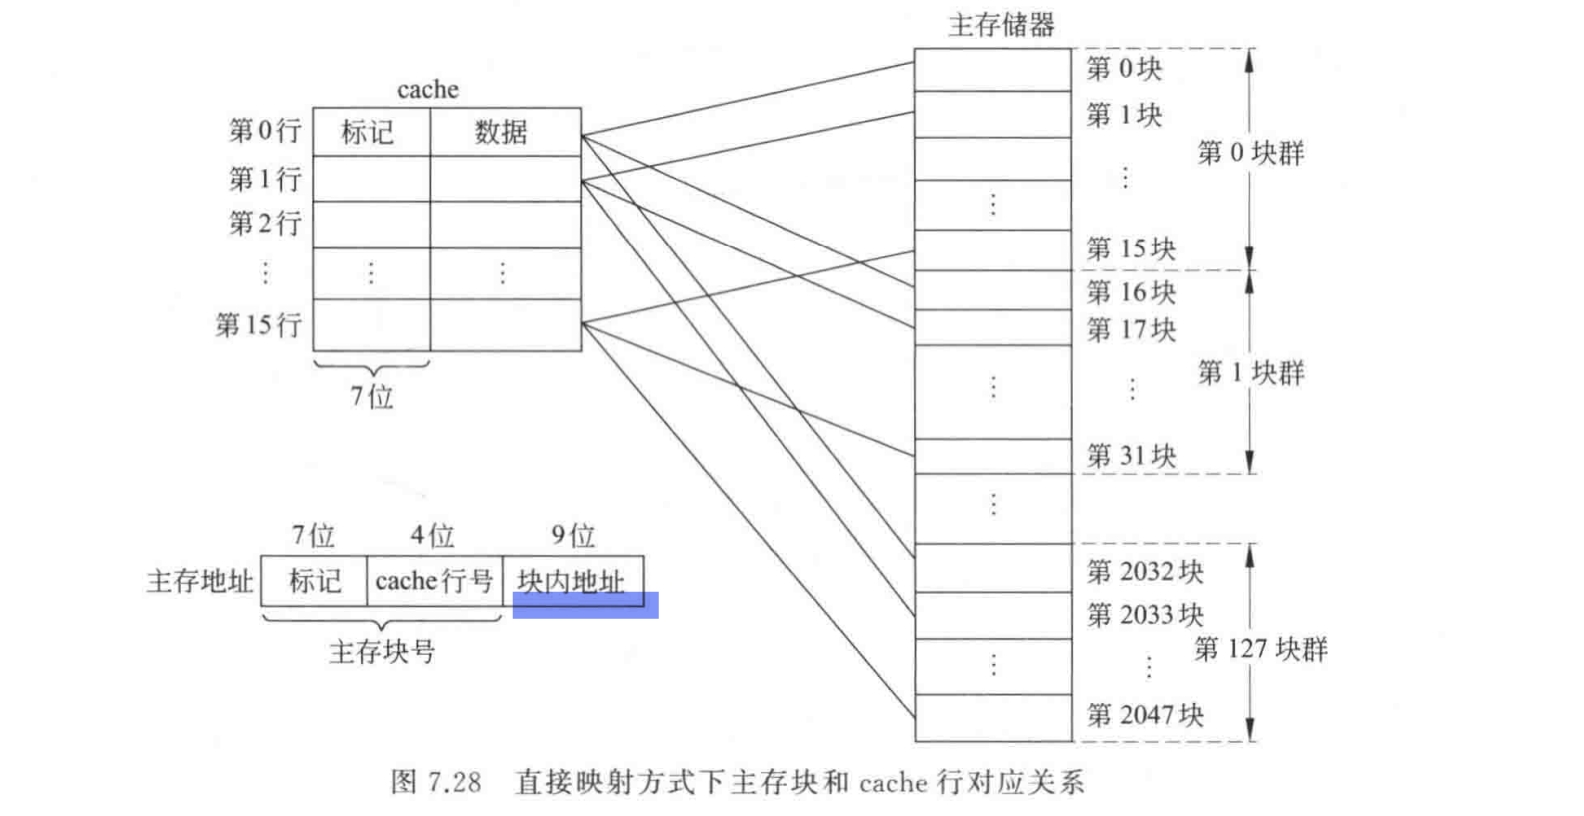 主存储器
cache
第0行
标记
数据
第1行
第2行
⋮
⋮
⋮
第15行
7位
第0块
第1块
⋮
⋮
第15块
第0块群
第16块
第17块
⋮
⋮
第31块
第1块群
⋮
第2032块
第2033块
⋮
⋮
第2047块
第127块群
7位
4位
9位
主存地址
标记
cache行号
块内地址
主存块号
图 7.28 直接映射方式下主存块和 cache 行对应关系